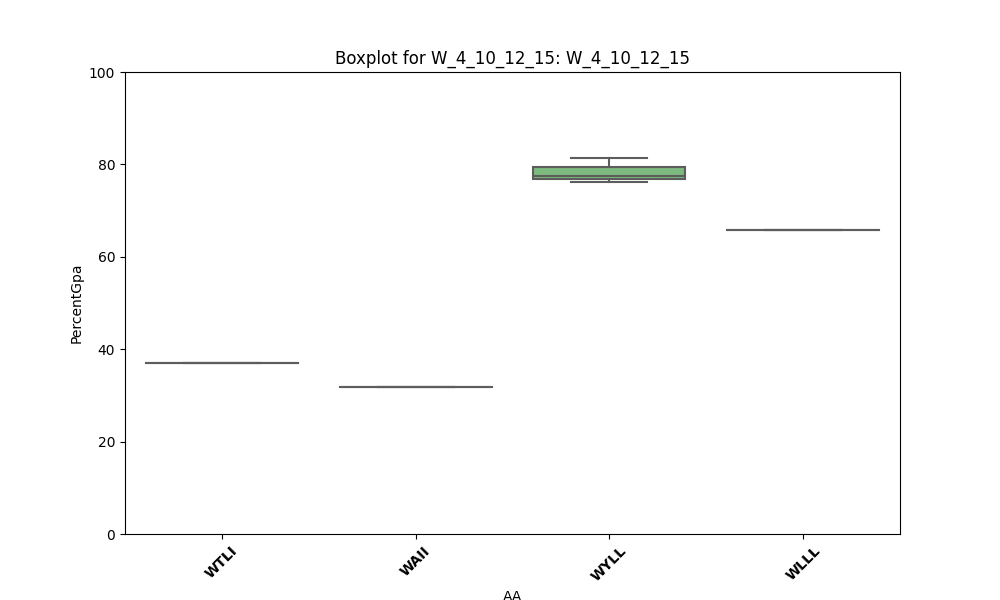 Boxplot for W_4_10_12_15: W_4_10_12_15
100
80
60
40
20
0
PercentGpa
WTLI
WAII
WYLL
WLLL
AA